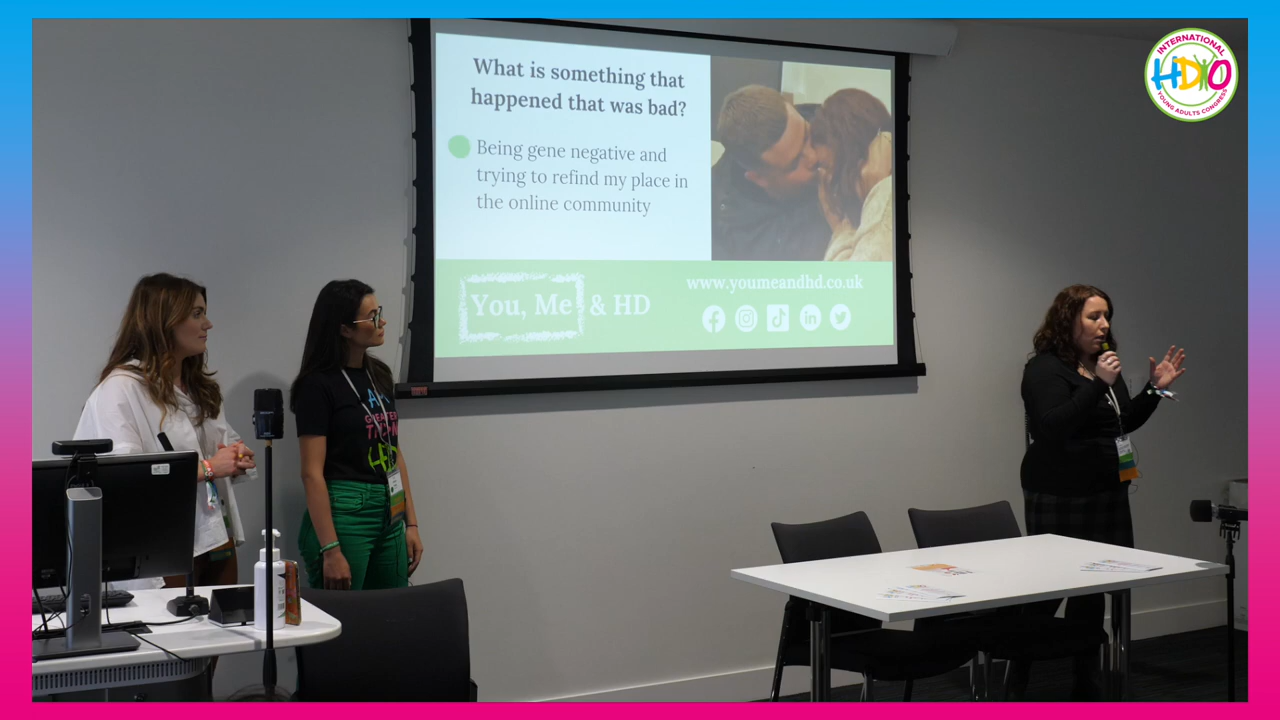 INTERNATIONAL
HDYO
YOUNG ADULTS CONGRESS
What is something that
happened that was bad?
Being gene negative and
trying to refind my place in
the online community
www.youmeandhd.co.uk
You, Me & HD